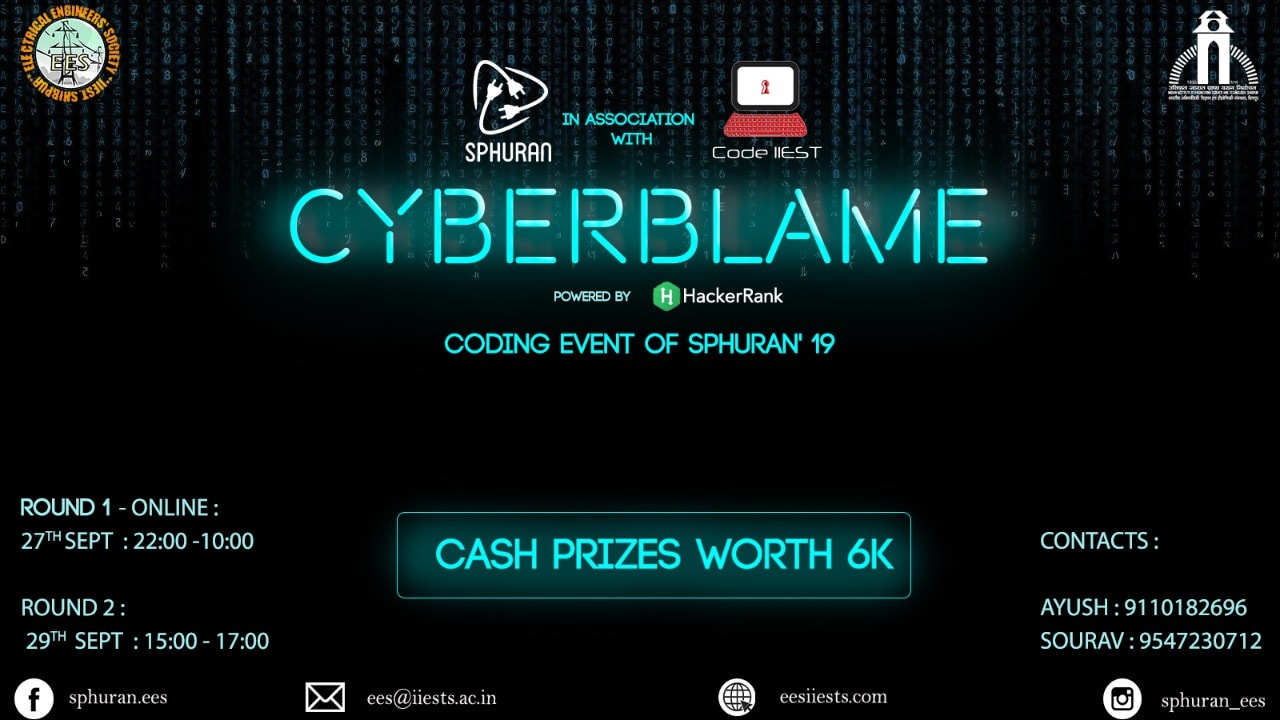 ELECTRICAL ENGINEERS' SOCIETY
EES
IIEST, SHIBPUR
SPHURAN
IN ASSOCIATION
WITH
Code IIEST
CYBERBLAME
POWERED BY
H HackerRank
CODING EVENT OF SPHURAN' 19
ROUND 1 - ONLINE :
27TH SEPT : 22:00 -10:00
ROUND 2 :
29TH SEPT : 15:00 - 17:00
CASH PRIZES WORTH 6K
CONTACTS :
AYUSH : 9110182696
SOURAV : 9547230712
sphuran.ees
ees@iiests.ac.in
eesiiests.com
sphuran_ees